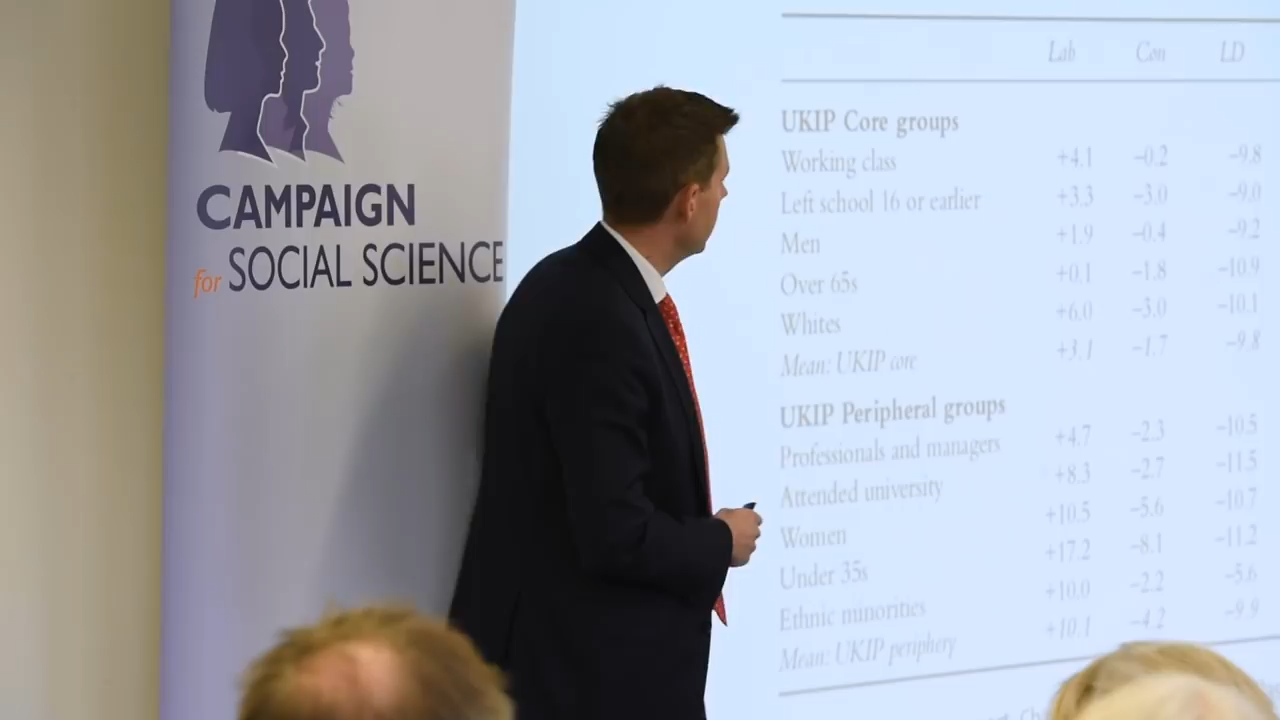 CAMPAIGN
for SOCIAL SCIENCE
Lab Con LD
UKIP Core groups
Working class +4.1 –0.2 –9.8
Left school 16 or earlier +3.3 –3.0 –9.0
Men +1.9 –0.4 –9.2
Over 65s +0.1 –1.8 –10.9
Whites +6.0 –3.0 –10.1
Mean: UKIP core +3.1 –1.7 –9.8
UKIP Peripheral groups
Professionals and managers +4.7 –2.3 –10.5
Attended university +8.3 –2.7 –11.5
Women +10.5 –5.6 –10.7
Under 35s +17.2 –8.1 –11.2
Ethnic minorities +10.0 –2.2 –5.6
Mean: UKIP periphery +10.1 –4.2 –9.9